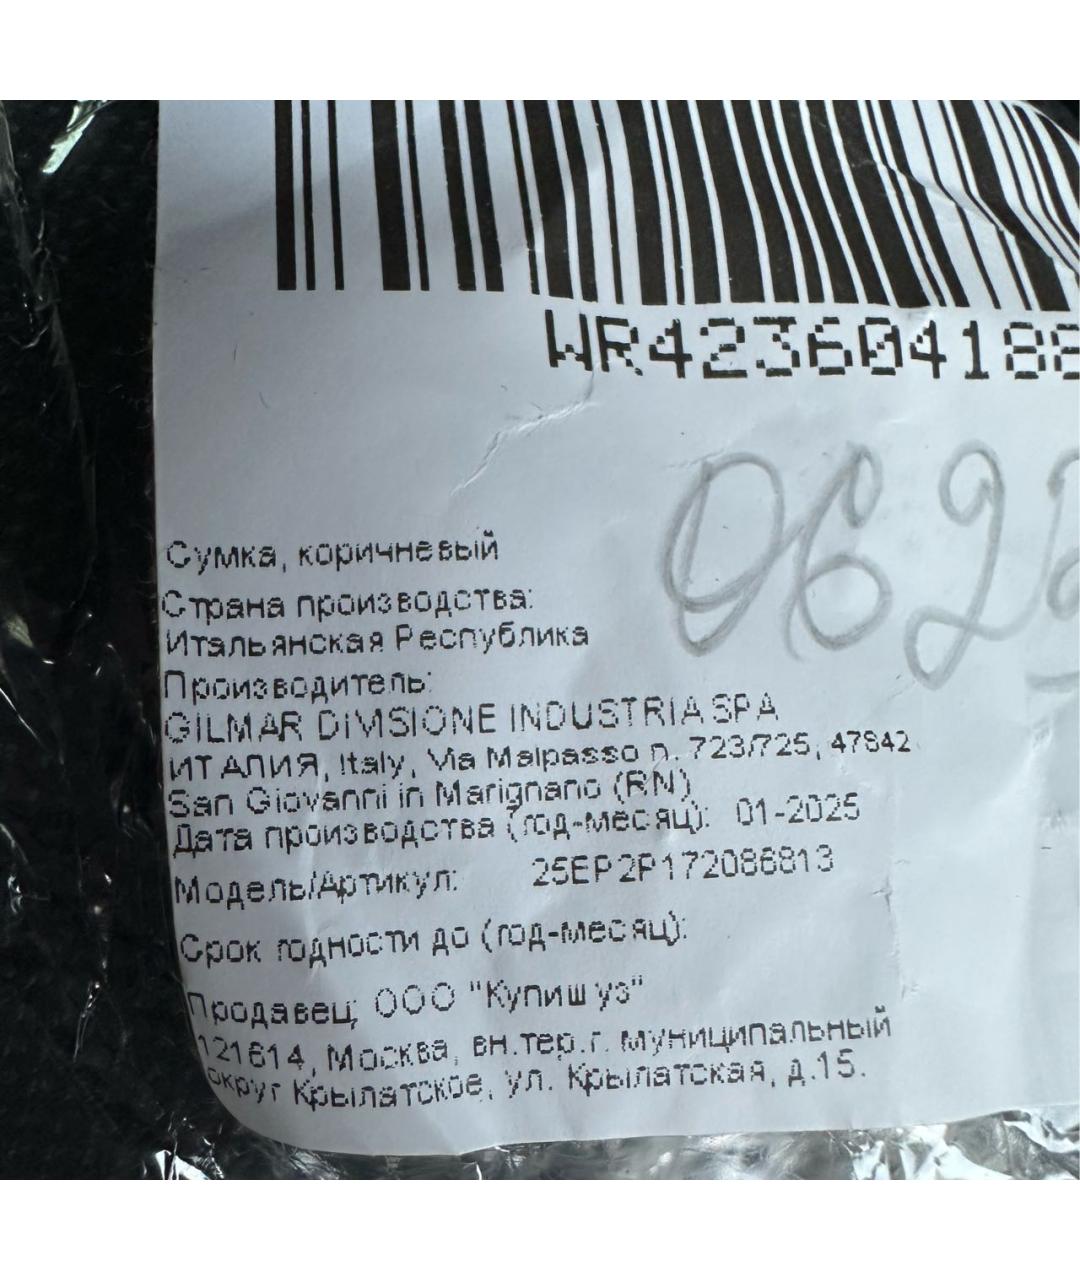 WR423604188
0622
Сумка, коричневый
Страна производства:
Итальянская Республика
Производитель:
GILMAR DIVISIONE INDUSTRIA SPA
ИТАЛИЯ, Italy, Via Malpasso n. 723/725, 47842
San Giovanni in Marignano (RN)
Дата производства (год-месяц): 01-2025
Модель/Артикул: 25EP2P172086813
Срок годности до (год-месяц):
Продавец: ООО "Купишуз"
121614, Москва, вн.тер.г. муниципальный
округ Крылатское, ул. Крылатская, д.15.